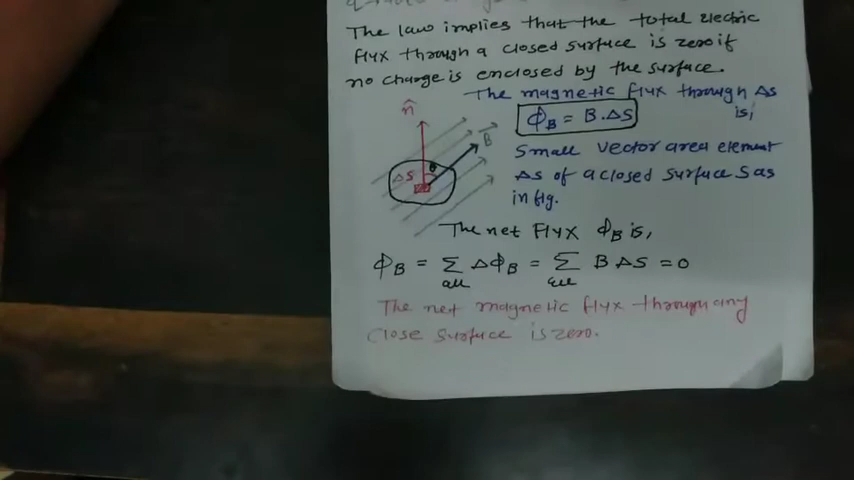 The law implies that the total electric
flux through a closed surface is zero if
no charge is enclosed by the surface.
The magnetic flux through ΔS
is,
ϕB = B.ΔS
Small vector area element
ΔS of a closed surface S as
in fig.
n̂
B
θ
ΔS
The net flux ϕB is,
ϕB = Σ ΔϕB = Σ B ΔS = 0
all all
The net magnetic flux through any
close surface is zero.